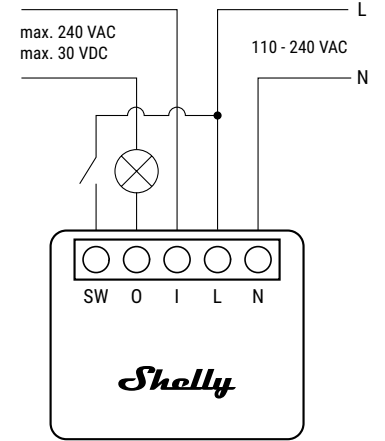 L
max. 240 VAC
max. 30 VDC
110 - 240 VAC
N
SW O I L N
Shelly